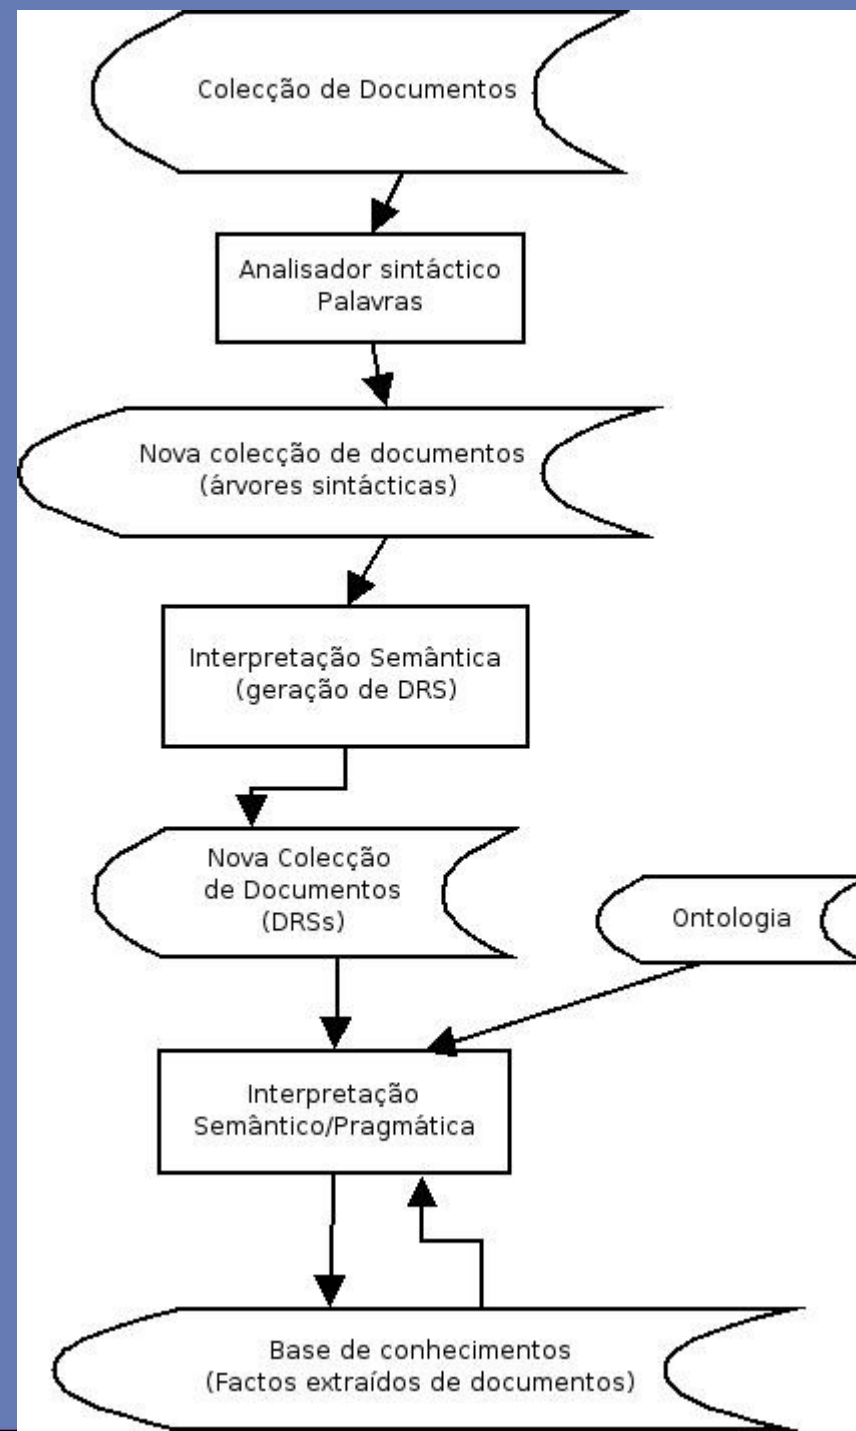 Colecção de Documentos
Analisador sintáctico
Palavras
Nova colecção de documentos
(árvores sintácticas)
Interpretação Semântica
(geração de DRS)
Nova Colecção
de Documentos
(DRSs)
Ontologia
Interpretação
Semântico/Pragmática
Base de conhecimentos
(Factos extraídos de documentos)